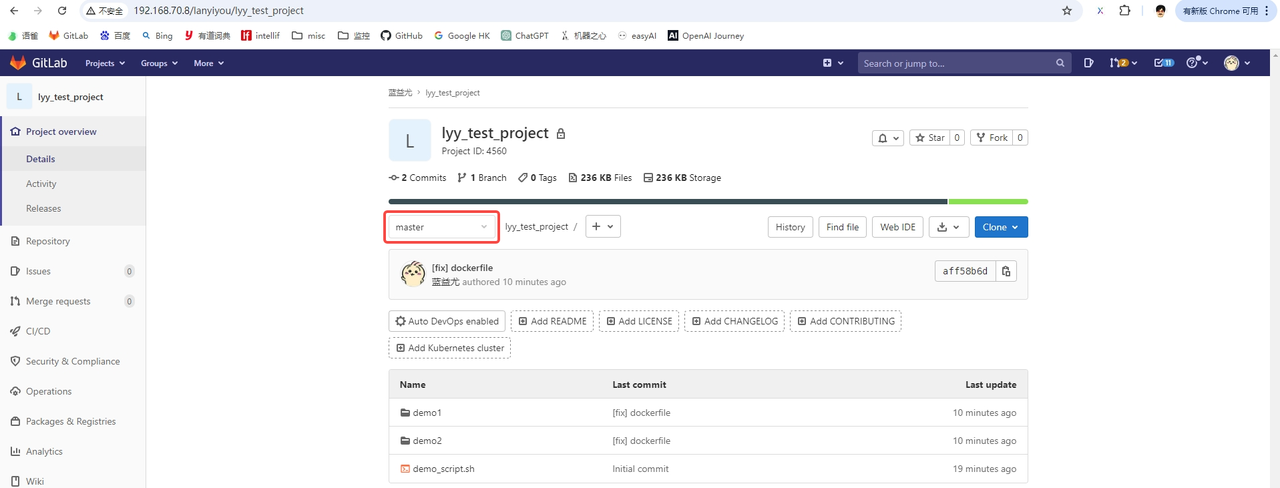 不安全 192.168.70.8/lanyiyou/lyy_test_project 有新版 Chrome 可用
语雀 GitLab 百度 Bing 有道词典 intellif misc 监控 GitHub Google HK ChatGPT 机器之心 easyAI OpenAI Journey
GitLab Projects Groups More Search or jump to... 2 11
L lyy_test_project
Project overview
Details
Activity
Releases
Repository
Issues 0
Merge requests 0
CI/CD
Security & Compliance
Operations
Packages & Registries
Analytics
Wiki
蓝益尤 > lyy_test_project
L
lyy_test_project
Project ID: 4560
Star 0 Fork 0
2 Commits 1 Branch 0 Tags 236 KB Files 236 KB Storage
master lyy_test_project / + History Find file Web IDE Clone
[fix] dockerfile
蓝益尤 authored 10 minutes ago
aff58b6d
Auto DevOps enabled Add README Add LICENSE Add CHANGELOG Add CONTRIBUTING
Add Kubernetes cluster
Name Last commit Last update
demo1 [fix] dockerfile 10 minutes ago
demo2 [fix] dockerfile 10 minutes ago
demo_script.sh Initial commit 19 minutes ago